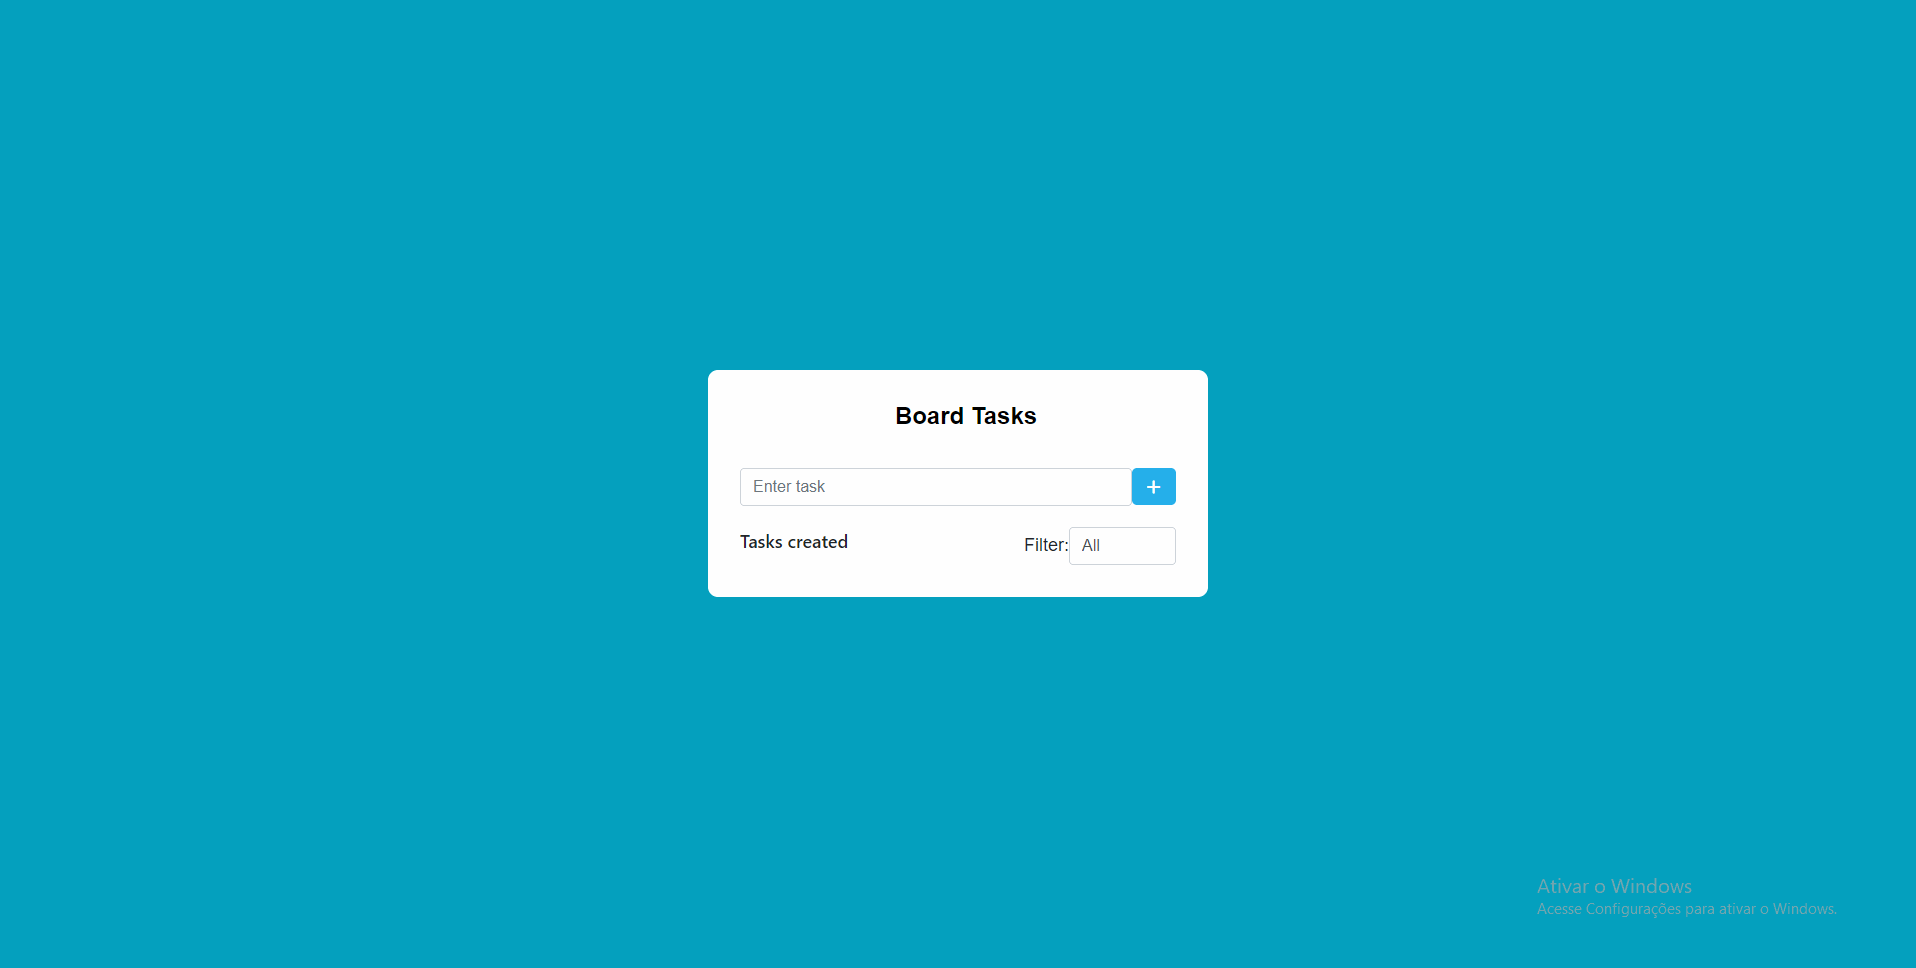 Board Tasks
Enter task
+
Tasks created
Filter: All
Ativar o Windows
Acesse Configurações para ativar o Windows.